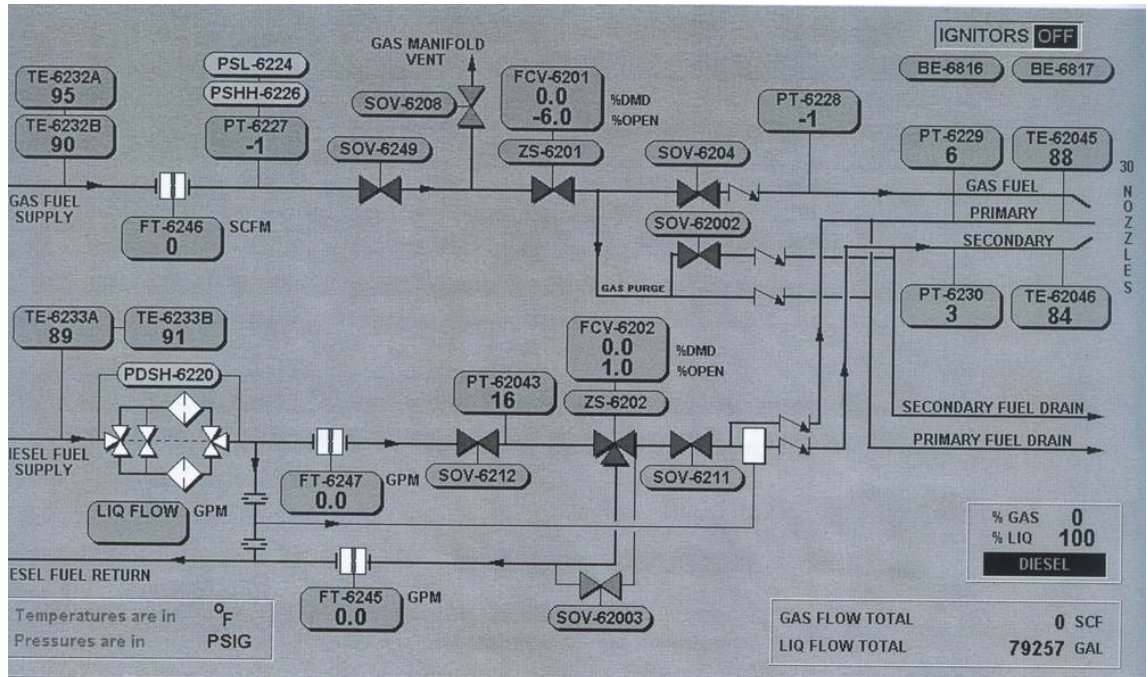 GAS MANIFOLD
VENT
IGNITORS OFF
TE-6232A
95
TE-6232B
90
PSL-6224
PSHH-6226
PT-6227
-1
SOV-6208
FCV-6201
0.0 %DMD
-6.0 %OPEN
ZS-6201
BE-6816
BE-6817
PT-6228
-1
PT-6229
6
TE-62045
88
SOV-6249
SOV-6204
GAS FUEL
SUPPLY
FT-6246
0
SCFM
SOV-62002
GAS FUEL
PRIMARY
SECONDARY
30 NOZZLES
GAS PURGE
PT-6230
3
TE-62046
84
TE-6233A
89
TE-6233B
91
PDSH-6220
FCV-6202
0.0 %DMD
1.0 %OPEN
ZS-6202
PT-62043
16
SECONDARY FUEL DRAIN
PRIMARY FUEL DRAIN
IESEL FUEL
SUPPLY
SOV-6212
SOV-6211
FT-6247
0.0
GPM
LIQ FLOW GPM
IESEL FUEL RETURN
FT-6245
0.0
GPM
SOV-62003
% GAS 0
% LIQ 100
DIESEL
Temperatures are in °F
Pressures are in PSIG
GAS FLOW TOTAL 0 SCF
LIQ FLOW TOTAL 79257 GAL